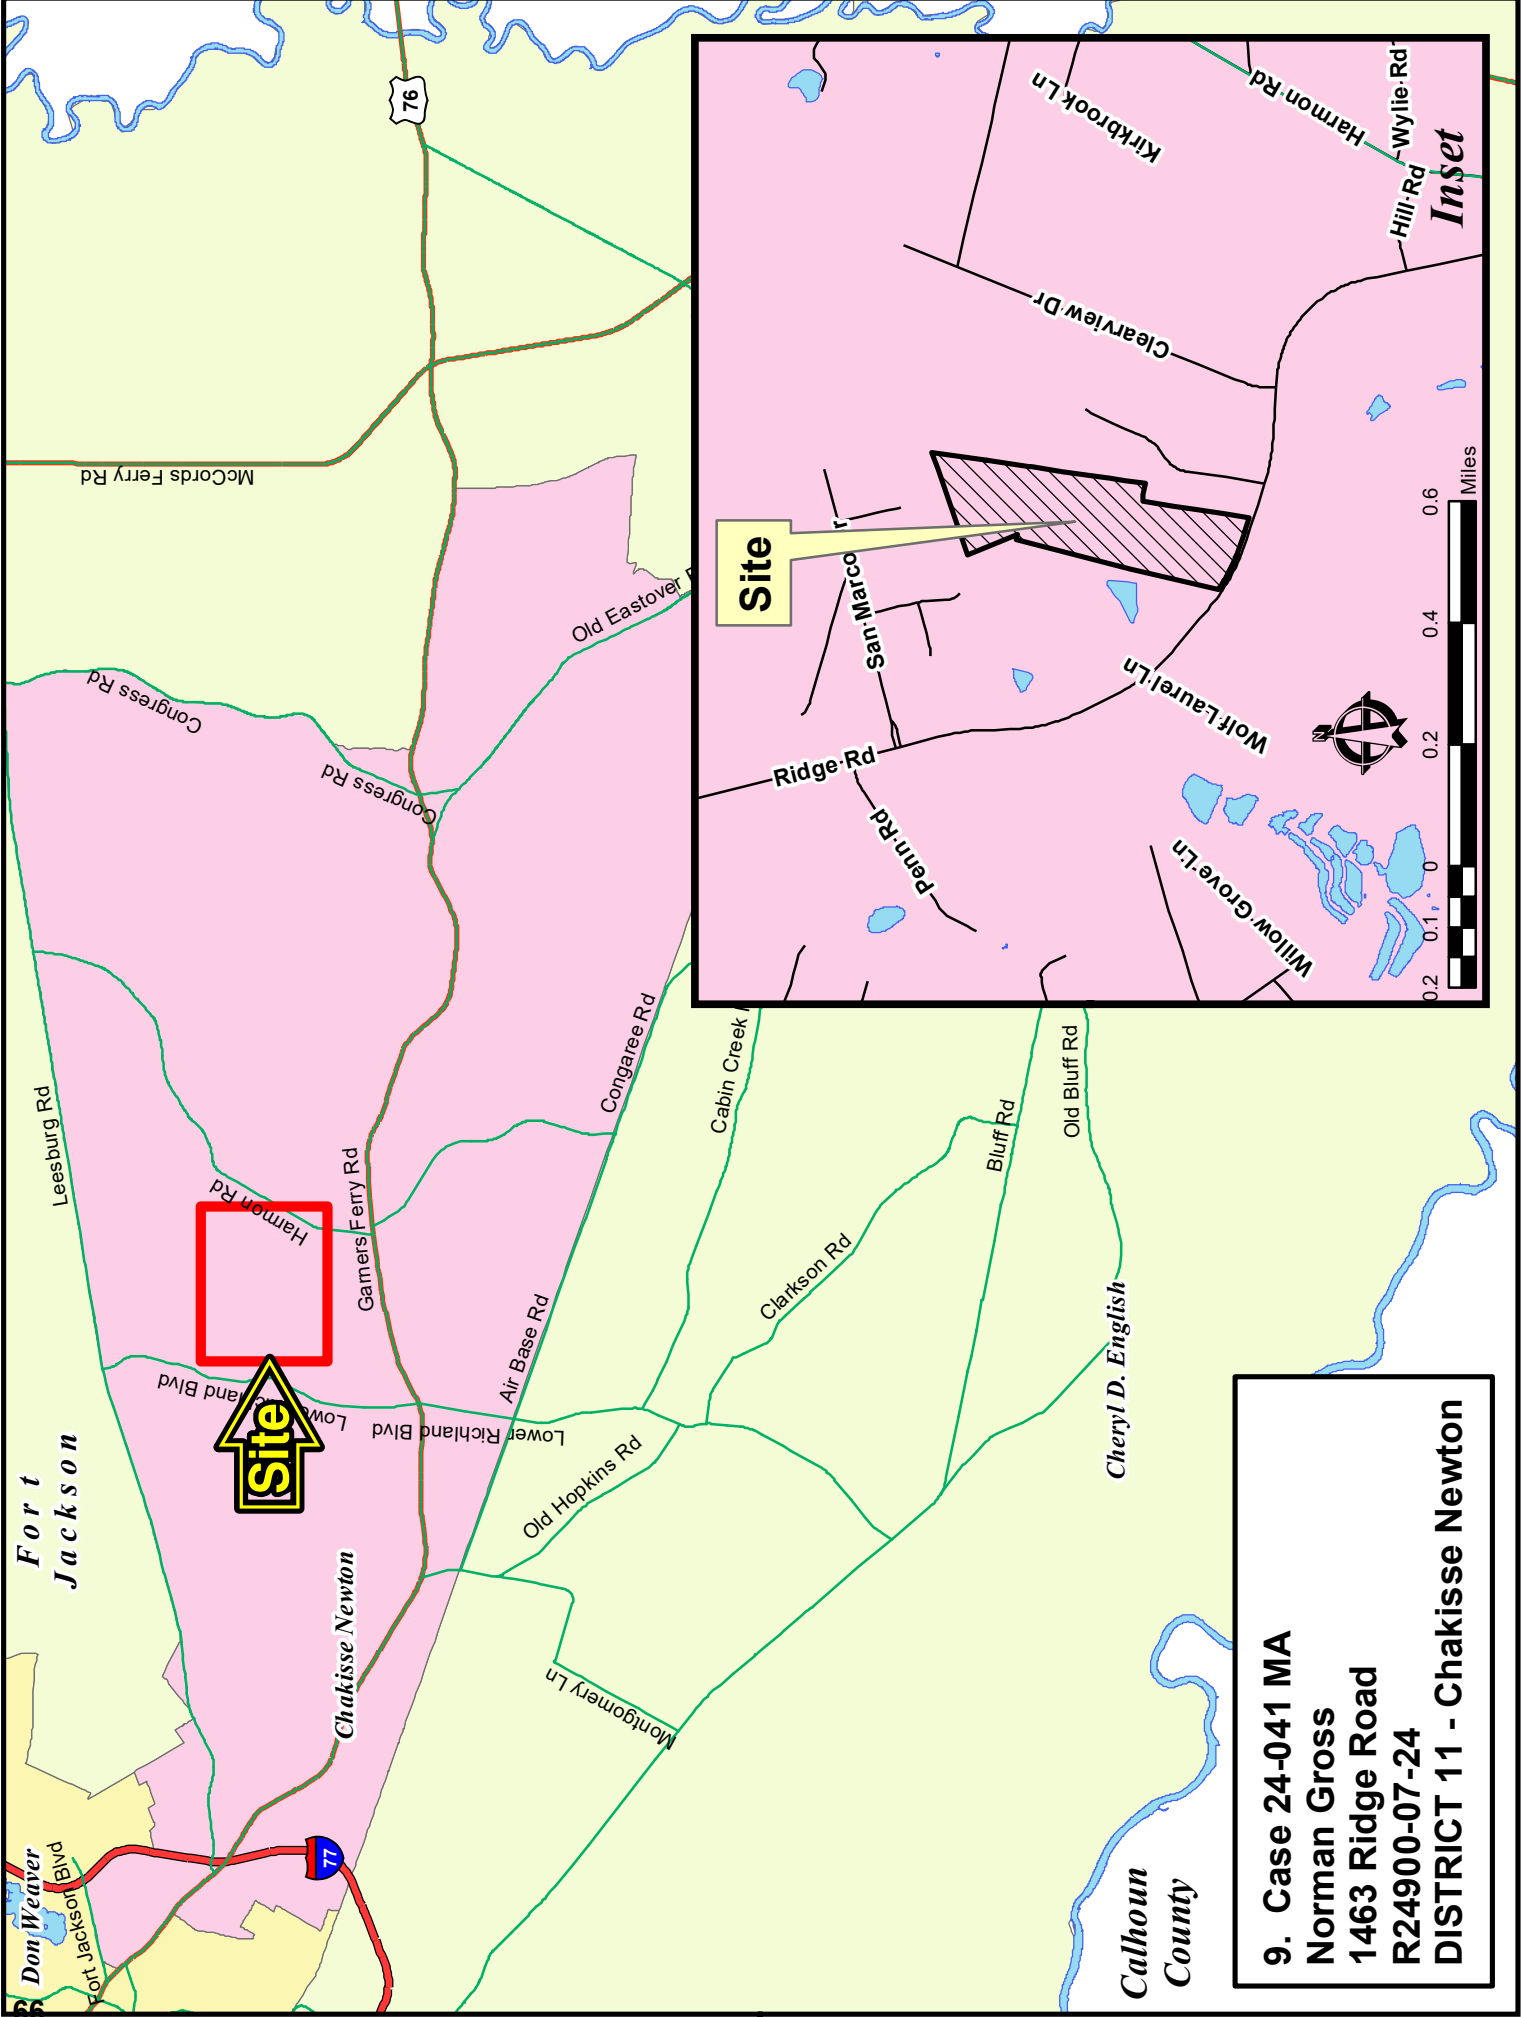 Fort
Jackson
Don Weaver
Fort Jackson Blvd
66
77
Leesburg Rd
Chakisse Newton
Site
Lower Richland Blvd
Lower Richland Blvd
Harmon Rd
Garners Ferry Rd
Congress Rd
Congress Rd
McCords Ferry Rd
76
Air Base Rd
Congaree Rd
Old Eastover
Old Hopkins Rd
Montgomery Ln
Cabin Creek
Clarkson Rd
Bluff Rd
Old Bluff Rd
Cheryl D. English
Calhoun
County
9. Case 24-041 MA
Norman Gross
1463 Ridge Road
R24900-07-24
DISTRICT 11 - Chakisse Newton
Site
San Marco
r
Ridge Rd
Penn Rd
Wolf Laurel Ln
Willow Grove Ln
Clearview Dr
Kirkbrook Ln
Harmon Rd
Wylie Rd
Hill Rd
Inset
N
0.2 0.1 0 0.2 0.4 0.6
Miles